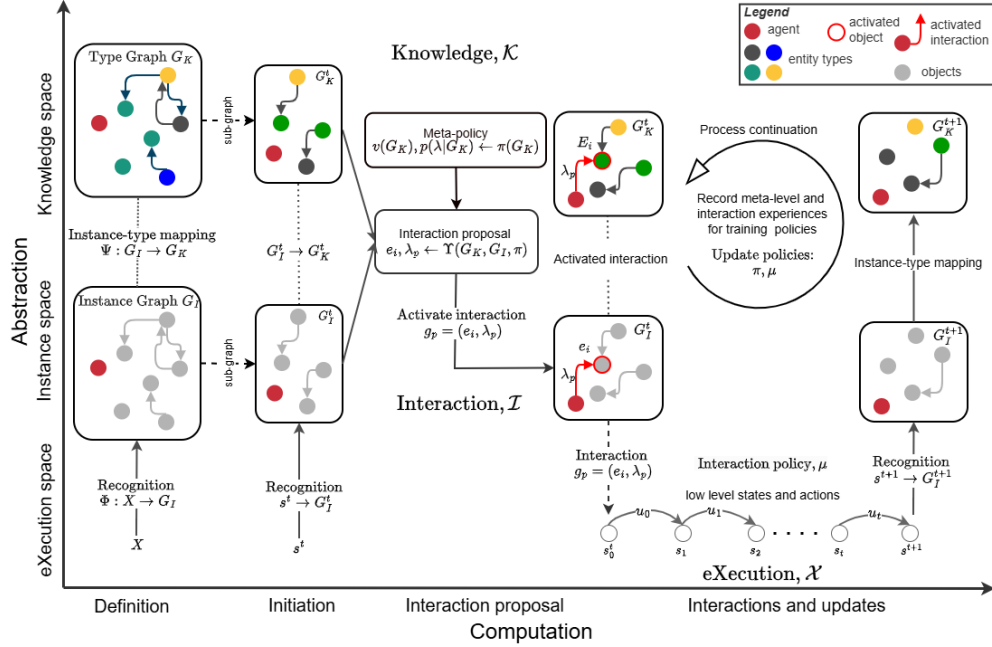 Legend
agent
activated
object
activated
interaction
entity types
objects
Knowledge, 𝒦
Type Graph G_K
G_K^t
sub-graph
Meta-policy
v(G_K), p(λ|G_K) ← π(G_K)
G_K^t
E_i
λ_p
Process continuation
G_K^{t+1}
Record meta-level and
interaction experiences
for training policies
Update policies:
π, μ
Instance-type mapping
Ψ : G_I → G_K
G_I^t → G_K^t
Interaction proposal
e_i, λ_p ← Υ(G_K, G_I, π)
Activated interaction
Instance-type mapping
Instance Graph G_I
G_I^t
sub-graph
Activate interaction
g_p = (e_i, λ_p)
G_I^t
e_i
λ_p
G_I^{t+1}
Interaction, ℐ
Recognition
Φ : X → G_I
X
Recognition
s^t → G_I^t
s^t
Interaction
g_p = (e_i, λ_p)
Interaction policy, μ
low level states and actions
Recognition
s^{t+1} → G_I^{t+1}
u_0
u_1
u_t
s_0^t
s_1
s_2
s_t
s^{t+1}
eXecution, 𝒳
Abstraction
Knowledge space
Instance space
eXecution space
Definition
Initiation
Interaction proposal
Interactions and updates
Computation